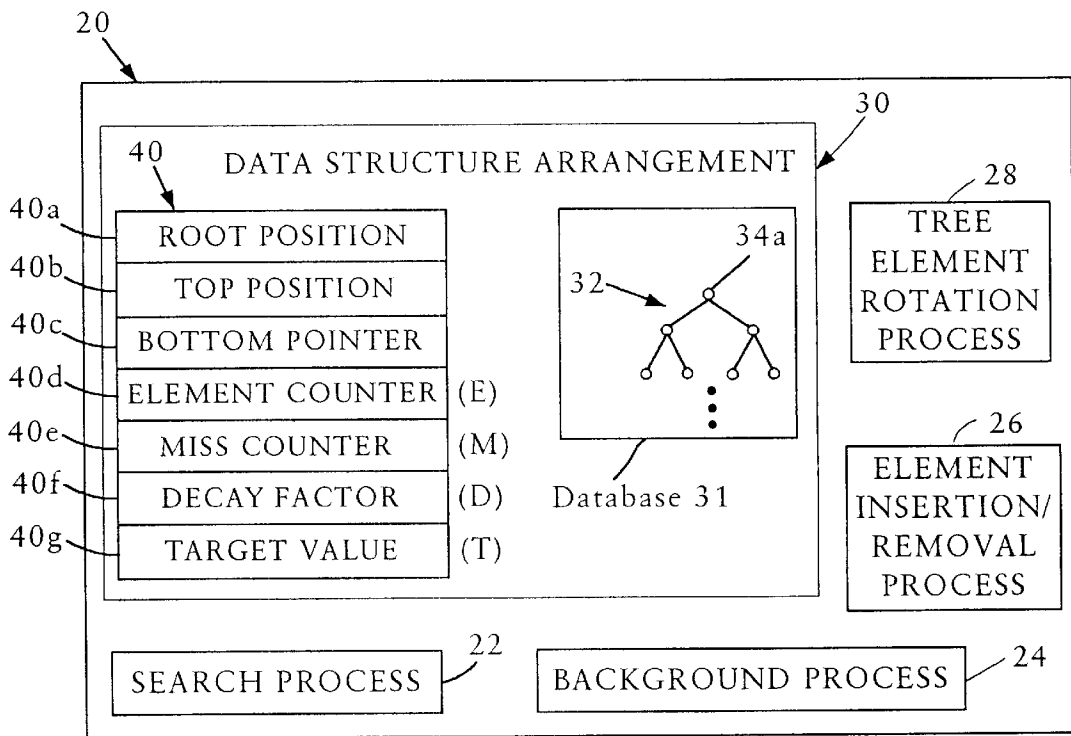 20
30
DATA STRUCTURE ARRANGEMENT
40
40a
ROOT POSITION
40b
TOP POSITION
40c
BOTTOM POINTER
40d
ELEMENT COUNTER (E)
40e
MISS COUNTER (M)
40f
DECAY FACTOR (D)
40g
TARGET VALUE (T)
34a
32
Database 31
28
TREE
ELEMENT
ROTATION
PROCESS
26
ELEMENT
INSERTION/
REMOVAL
PROCESS
22
SEARCH PROCESS
24
BACKGROUND PROCESS